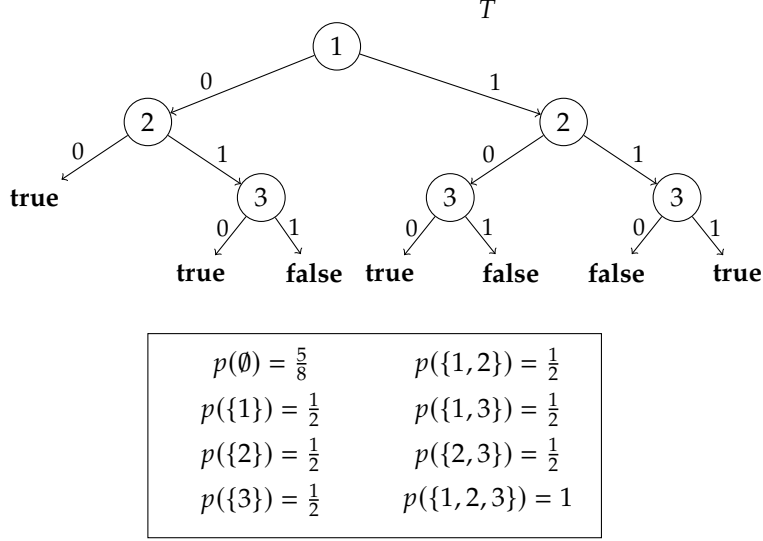 T
1
0 1
2 2
0 1 0 1
true 3 3 3
0 1 0 1 0 1
true false true false false true
p(∅) = 5/8 p({1, 2}) = 1/2
p({1}) = 1/2 p({1, 3}) = 1/2
p({2}) = 1/2 p({2, 3}) = 1/2
p({3}) = 1/2 p({1, 2, 3}) = 1